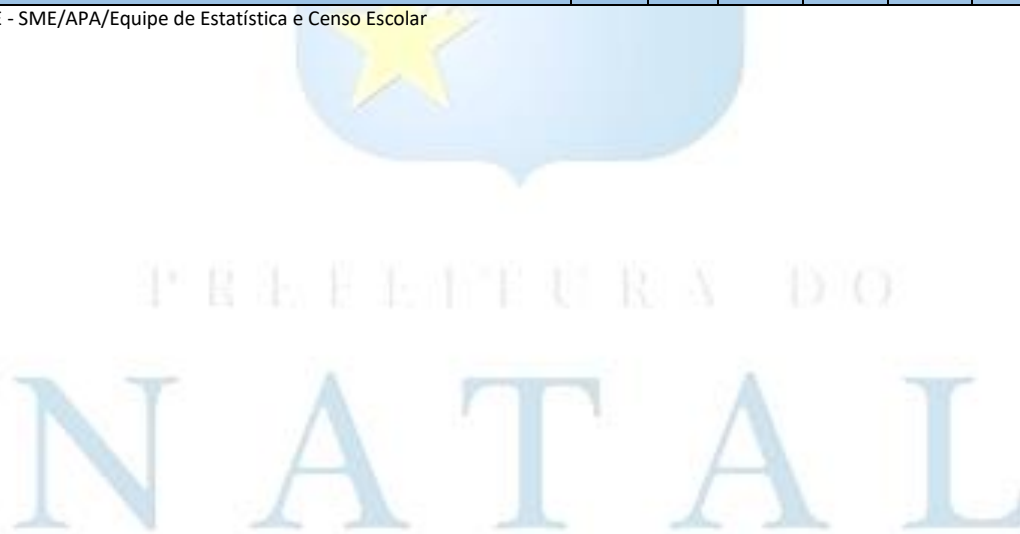 - SME/APA/Equipe de Estatística e Censo Escolar
PREFEITURA DO
NATAL